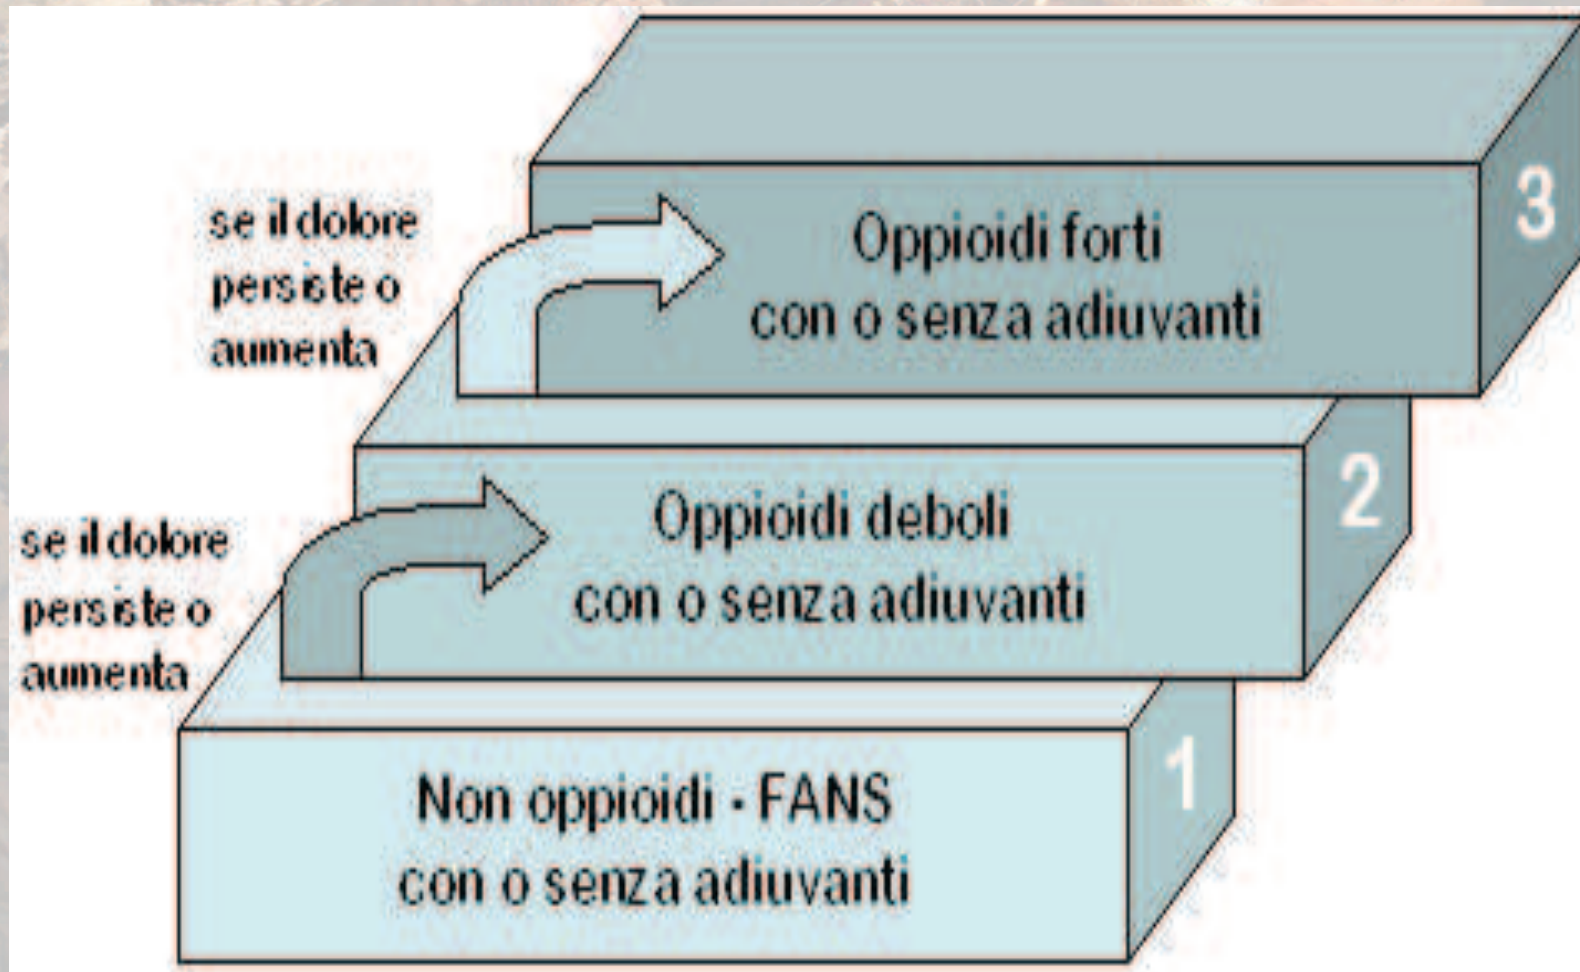 3
se il dolore
persiste o
aumenta
Oppioidi forti
con o senza adiuvanti
2
se il dolore
persiste o
aumenta
Oppioidi deboli
con o senza adiuvanti
1
Non oppioidi - FANS
con o senza adiuvanti